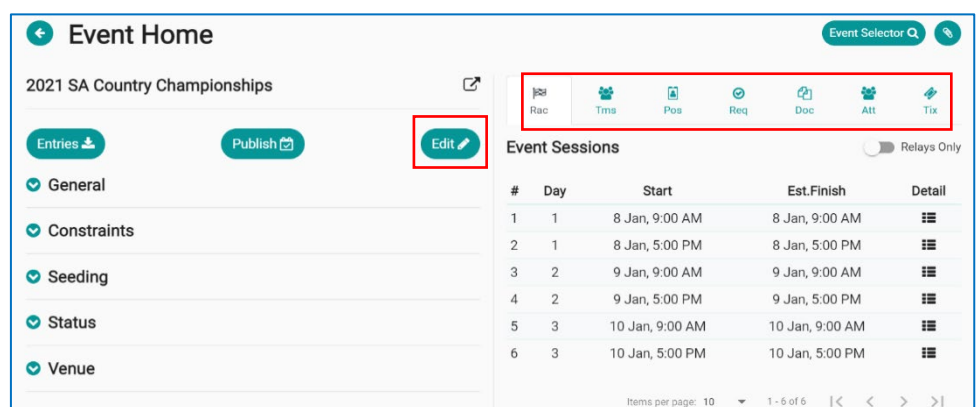 Event Home
Event Selector
2021 SA Country Championships
Entries
Publish
Edit
General
Constraints
Seeding
Status
Venue
Rac Tms Pos Req Doc Att Tix
Event Sessions Relays Only
# Day Start Est.Finish Detail
1 1 8 Jan, 9:00 AM 8 Jan, 9:00 AM
2 1 8 Jan, 5:00 PM 8 Jan, 5:00 PM
3 2 9 Jan, 9:00 AM 9 Jan, 9:00 AM
4 2 9 Jan, 5:00 PM 9 Jan, 5:00 PM
5 3 10 Jan, 9:00 AM 10 Jan, 9:00 AM
6 3 10 Jan, 5:00 PM 10 Jan, 5:00 PM
Items per page: 10 1 - 6 of 6